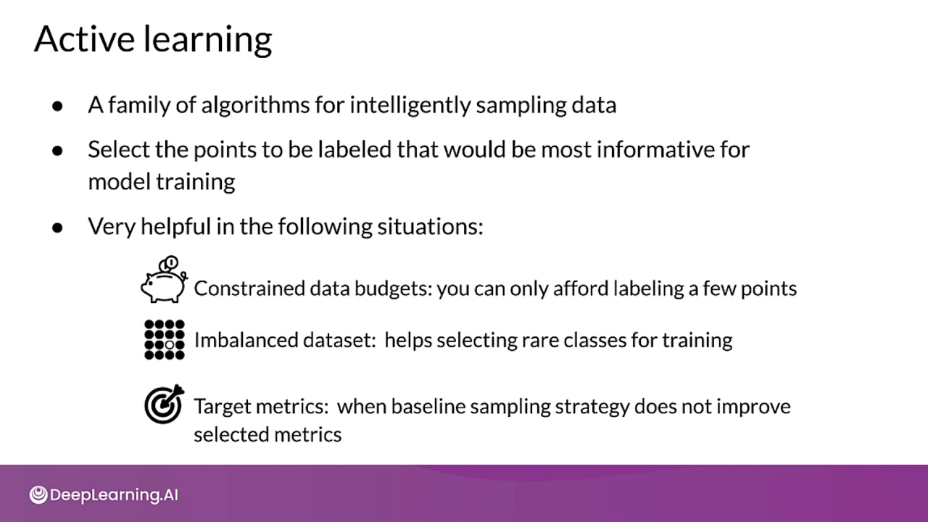 Active learning
● A family of algorithms for intelligently sampling data
● Select the points to be labeled that would be most informative for
model training
● Very helpful in the following situations:
Constrained data budgets: you can only afford labeling a few points
Imbalanced dataset: helps selecting rare classes for training
Target metrics: when baseline sampling strategy does not improve
selected metrics
DeepLearning.AI